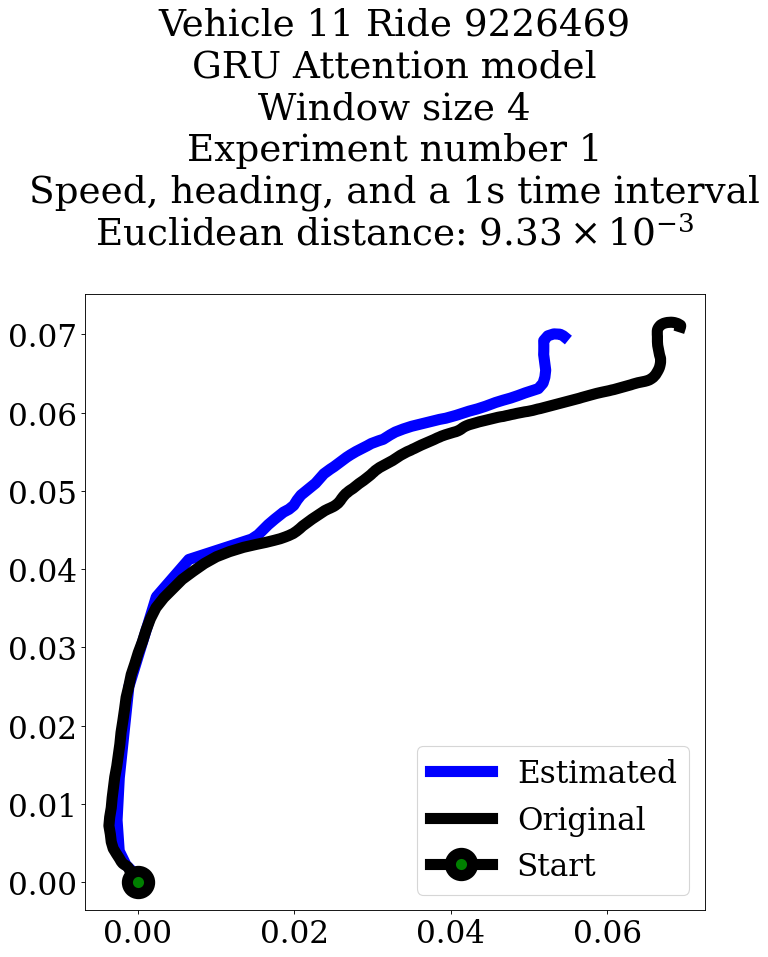 Vehicle 11 Ride 9226469
GRU Attention model
Window size 4
Experiment number 1
Speed, heading, and a 1s time interval
Euclidean distance: 9.33 × 10⁻³
0.07
0.06
0.05
0.04
0.03
0.02
0.01
0.00
Estimated
Original
Start
0.00 0.02 0.04 0.06